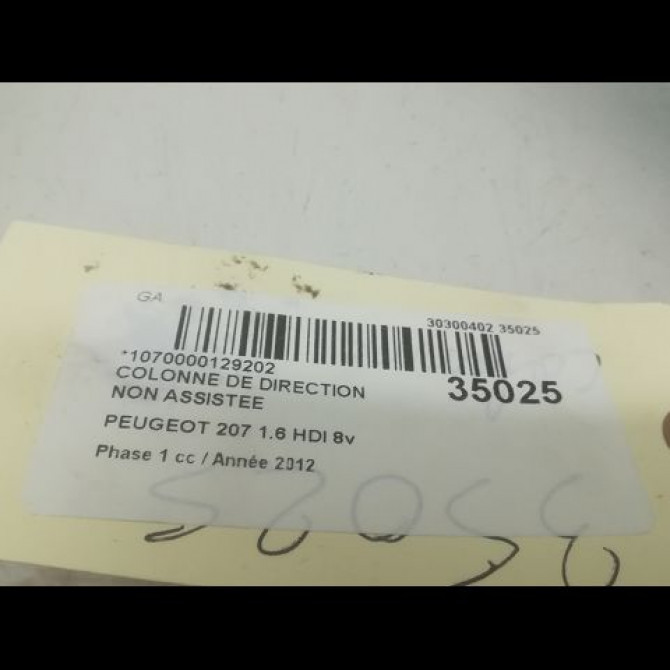 GA
30300402 35025
*1070000129202
35025
COLONNE DE DIRECTION
NON ASSISTEE
PEUGEOT 207 1.6 HDI 8v
Phase 1 cc / Année 2012